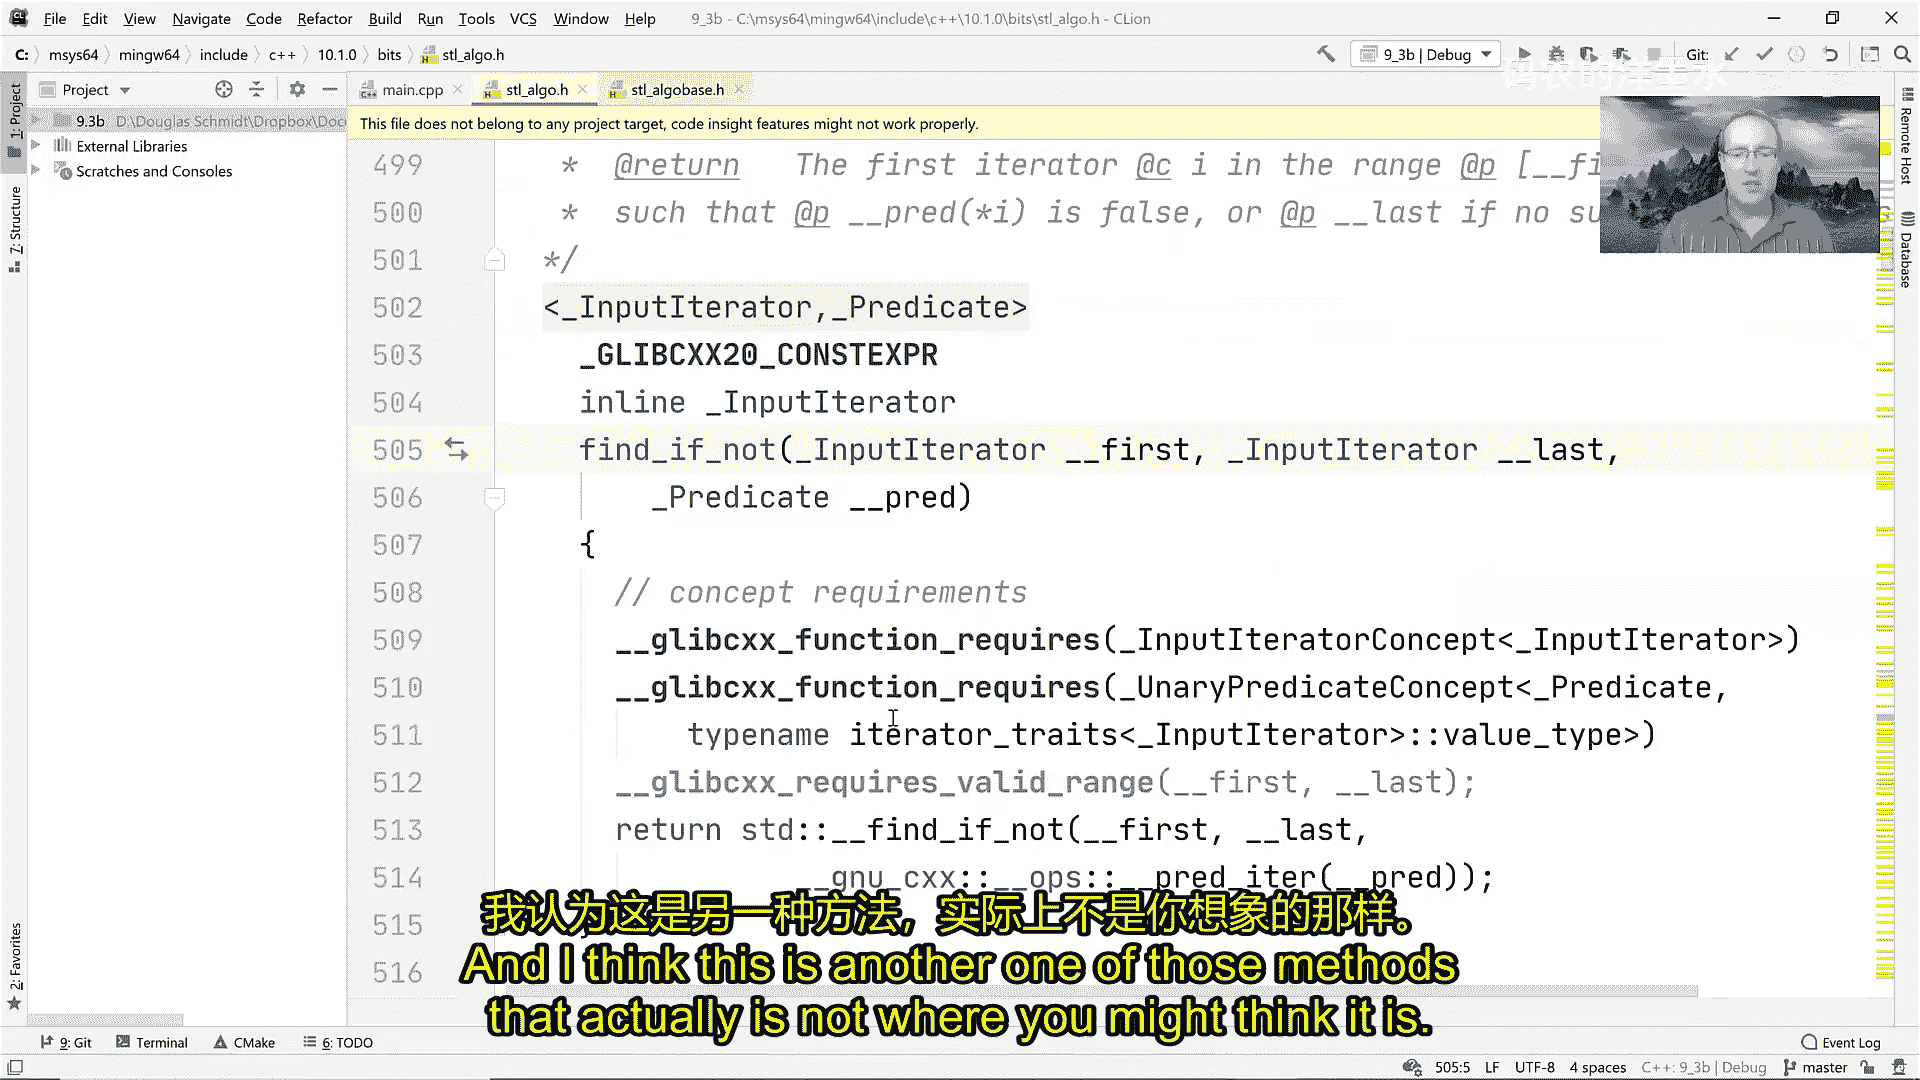 File Edit View Navigate Code Refactor Build Run Tools VCS Window Help 9_3b - C:\msys64\mingw64\include\c++\10.1.0\bits\stl_algo.h - CLion
C: msys64 mingw64 include c++ 10.1.0 bits stl_algo.h 9_3b | Debug Git:
码农的洋墨水
1: Project Project main.cpp stl_algo.h stl_algobase.h
9.3b D:\Douglas Schmidt\Dropbox\Docu
This file does not belong to any project target, code insight features might not work properly.
External Libraries
Scratches and Consoles
7: Structure
2: Favorites
Remote Host
Database
499 * @return The first iterator @c i in the range @p [__fi
500 * such that @p __pred(*i) is false, or @p __last if no su
501 */
502 <_InputIterator,_Predicate>
503 _GLIBCXX20_CONSTEXPR
504 inline _InputIterator
505 find_if_not(_InputIterator __first, _InputIterator __last,
506 _Predicate __pred)
507 {
508 // concept requirements
509 __glibcxx_function_requires(_InputIteratorConcept<_InputIterator>)
510 __glibcxx_function_requires(_UnaryPredicateConcept<_Predicate,
511 typename iterator_traits<_InputIterator>::value_type>)
512 __glibcxx_requires_valid_range(__first, __last);
513 return std::__find_if_not(__first, __last,
514 __gnu_cxx::__ops::__pred_iter(__pred));
515
516
我认为这是另一种方法，实际上不是你想象的那样。
And I think this is another one of those methods
that actually is not where you might think it is.
9: Git Terminal CMake 6: TODO Event Log
505:5 LF UTF-8 4 spaces C++: 9_3b | Debug master